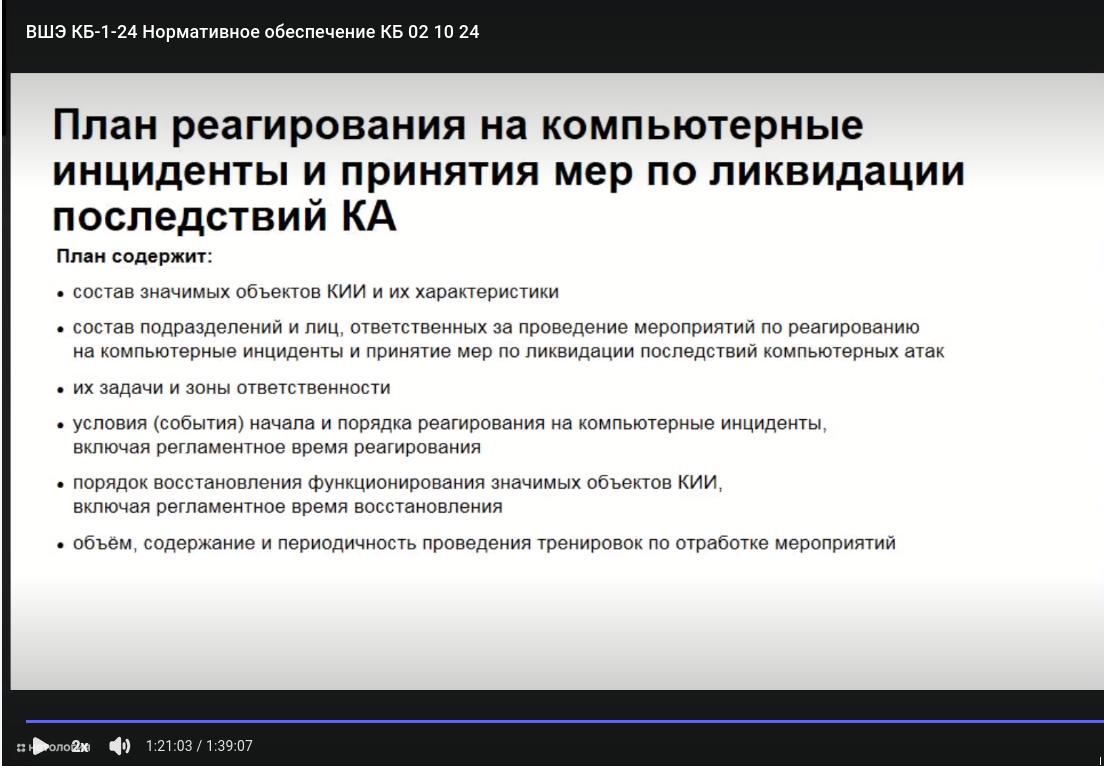 ВШЭ КБ-1-24 Нормативное обеспечение КБ 02 10 24
План реагирования на компьютерные
инциденты и принятия мер по ликвидации
последствий КА
План содержит:
• состав значимых объектов КИИ и их характеристики
• состав подразделений и лиц, ответственных за проведение мероприятий по реагированию
на компьютерные инциденты и принятие мер по ликвидации последствий компьютерных атак
• их задачи и зоны ответственности
• условия (события) начала и порядка реагирования на компьютерные инциденты,
включая регламентное время реагирования
• порядок восстановления функционирования значимых объектов КИИ,
включая регламентное время восстановления
• объём, содержание и периодичность проведения тренировок по отработке мероприятий
2x 1:21:03 / 1:39:07